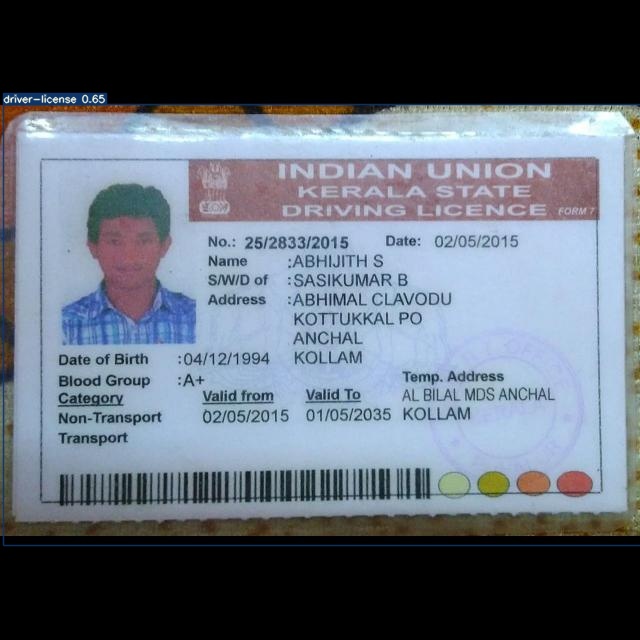 driver-license 0.65
INDIAN UNION
KERALA STATE
DRIVING LICENCE FORM 7
No.: 25/2833/2015 Date: 02/05/2015
Name :ABHIJITH S
S/W/D of :SASIKUMAR B
Address :ABHIMAL CLAVODU
KOTTUKKAL PO
ANCHAL
KOLLAM
Date of Birth :04/12/1994
Blood Group :A+
Temp. Address
AL BILAL MDS ANCHAL
KOLLAM
Category Valid from Valid To
Non-Transport 02/05/2015 01/05/2035
Transport